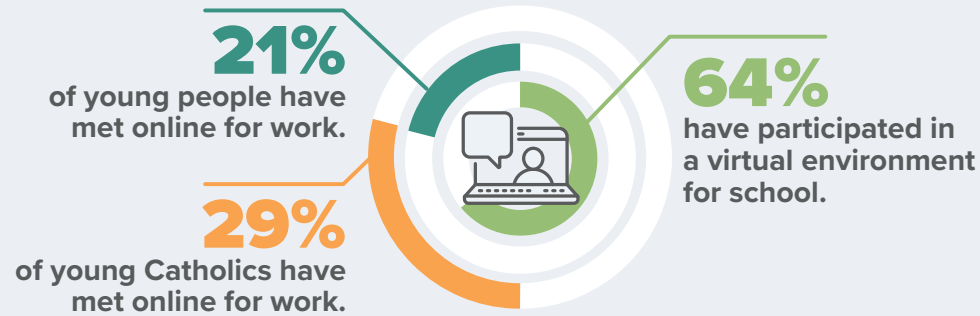 21%
of young people have
met online for work.
29%
of young Catholics have
met online for work.
64%
have participated in
a virtual environment
for school.